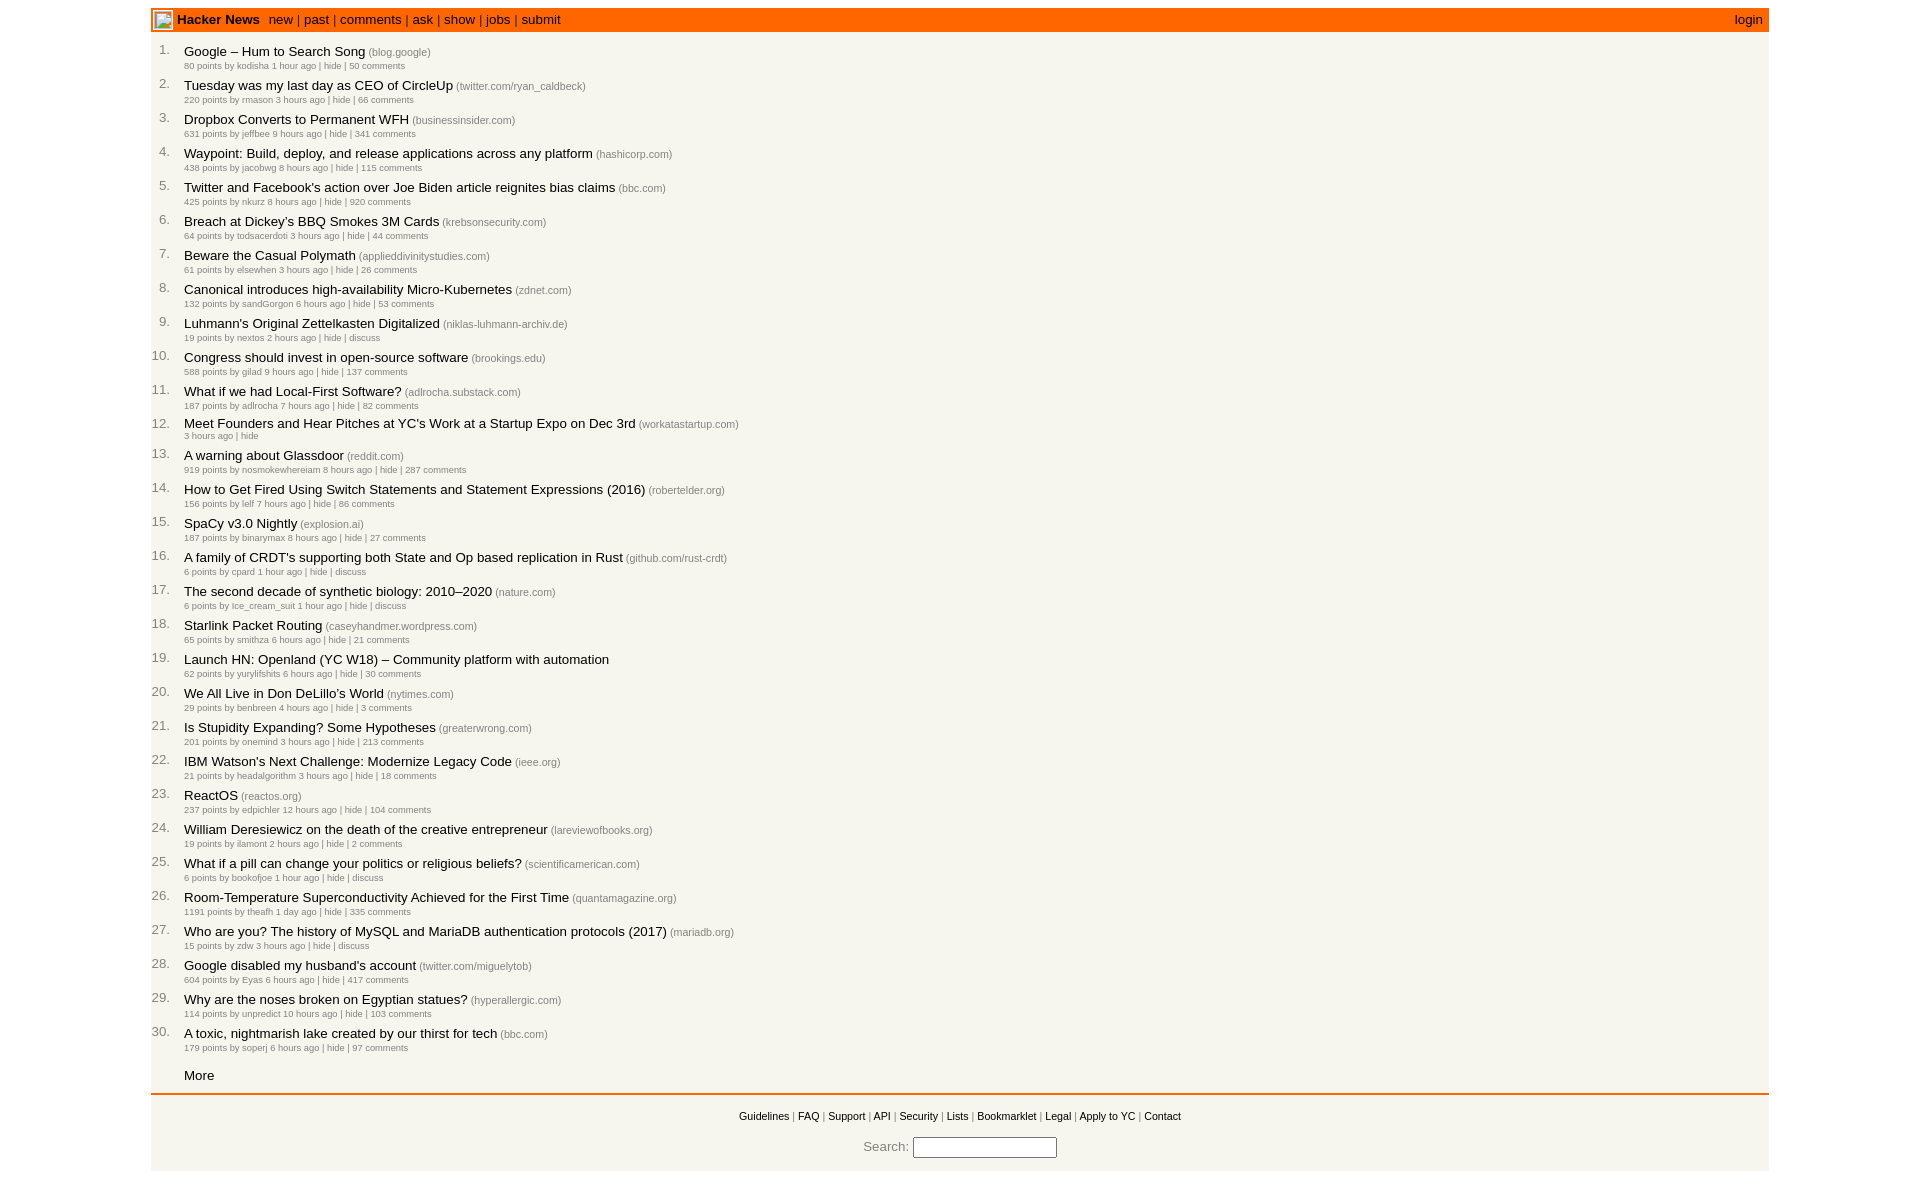 Hacker News new | past | comments | ask | show | jobs | submit login
1. Google – Hum to Search Song (blog.google)
80 points by kodisha 1 hour ago | hide | 50 comments
2. Tuesday was my last day as CEO of CircleUp (twitter.com/ryan_caldbeck)
220 points by rmason 3 hours ago | hide | 66 comments
3. Dropbox Converts to Permanent WFH (businessinsider.com)
631 points by jeffbee 9 hours ago | hide | 341 comments
4. Waypoint: Build, deploy, and release applications across any platform (hashicorp.com)
438 points by jacobwg 8 hours ago | hide | 115 comments
5. Twitter and Facebook's action over Joe Biden article reignites bias claims (bbc.com)
425 points by nkurz 8 hours ago | hide | 920 comments
6. Breach at Dickey’s BBQ Smokes 3M Cards (krebsonsecurity.com)
64 points by todsacerdoti 3 hours ago | hide | 44 comments
7. Beware the Casual Polymath (applieddivinitystudies.com)
61 points by elsewhen 3 hours ago | hide | 26 comments
8. Canonical introduces high-availability Micro-Kubernetes (zdnet.com)
132 points by sandGorgon 6 hours ago | hide | 53 comments
9. Luhmann's Original Zettelkasten Digitalized (niklas-luhmann-archiv.de)
19 points by nextos 2 hours ago | hide | discuss
10. Congress should invest in open-source software (brookings.edu)
588 points by gilad 9 hours ago | hide | 137 comments
11. What if we had Local-First Software? (adlrocha.substack.com)
187 points by adlrocha 7 hours ago | hide | 82 comments
12. Meet Founders and Hear Pitches at YC's Work at a Startup Expo on Dec 3rd (workatastartup.com)
3 hours ago | hide
13. A warning about Glassdoor (reddit.com)
919 points by nosmokewhereiam 8 hours ago | hide | 287 comments
14. How to Get Fired Using Switch Statements and Statement Expressions (2016) (robertelder.org)
156 points by lelf 7 hours ago | hide | 86 comments
15. SpaCy v3.0 Nightly (explosion.ai)
187 points by binarymax 8 hours ago | hide | 27 comments
16. A family of CRDT's supporting both State and Op based replication in Rust (github.com/rust-crdt)
6 points by cpard 1 hour ago | hide | discuss
17. The second decade of synthetic biology: 2010–2020 (nature.com)
6 points by Ice_cream_suit 1 hour ago | hide | discuss
18. Starlink Packet Routing (caseyhandmer.wordpress.com)
65 points by smithza 6 hours ago | hide | 21 comments
19. Launch HN: Openland (YC W18) – Community platform with automation
62 points by yurylifshits 6 hours ago | hide | 30 comments
20. We All Live in Don DeLillo’s World (nytimes.com)
29 points by benbreen 4 hours ago | hide | 3 comments
21. Is Stupidity Expanding? Some Hypotheses (greaterwrong.com)
201 points by onemind 3 hours ago | hide | 213 comments
22. IBM Watson's Next Challenge: Modernize Legacy Code (ieee.org)
21 points by headalgorithm 3 hours ago | hide | 18 comments
23. ReactOS (reactos.org)
237 points by edpichler 12 hours ago | hide | 104 comments
24. William Deresiewicz on the death of the creative entrepreneur (lareviewofbooks.org)
19 points by ilamont 2 hours ago | hide | 2 comments
25. What if a pill can change your politics or religious beliefs? (scientificamerican.com)
6 points by bookofjoe 1 hour ago | hide | discuss
26. Room-Temperature Superconductivity Achieved for the First Time (quantamagazine.org)
1191 points by theafh 1 day ago | hide | 335 comments
27. Who are you? The history of MySQL and MariaDB authentication protocols (2017) (mariadb.org)
15 points by zdw 3 hours ago | hide | discuss
28. Google disabled my husband's account (twitter.com/miguelytob)
604 points by Eyas 6 hours ago | hide | 417 comments
29. Why are the noses broken on Egyptian statues? (hyperallergic.com)
114 points by unpredict 10 hours ago | hide | 103 comments
30. A toxic, nightmarish lake created by our thirst for tech (bbc.com)
179 points by soperj 6 hours ago | hide | 97 comments
More
Guidelines | FAQ | Support | API | Security | Lists | Bookmarklet | Legal | Apply to YC | Contact
Search: